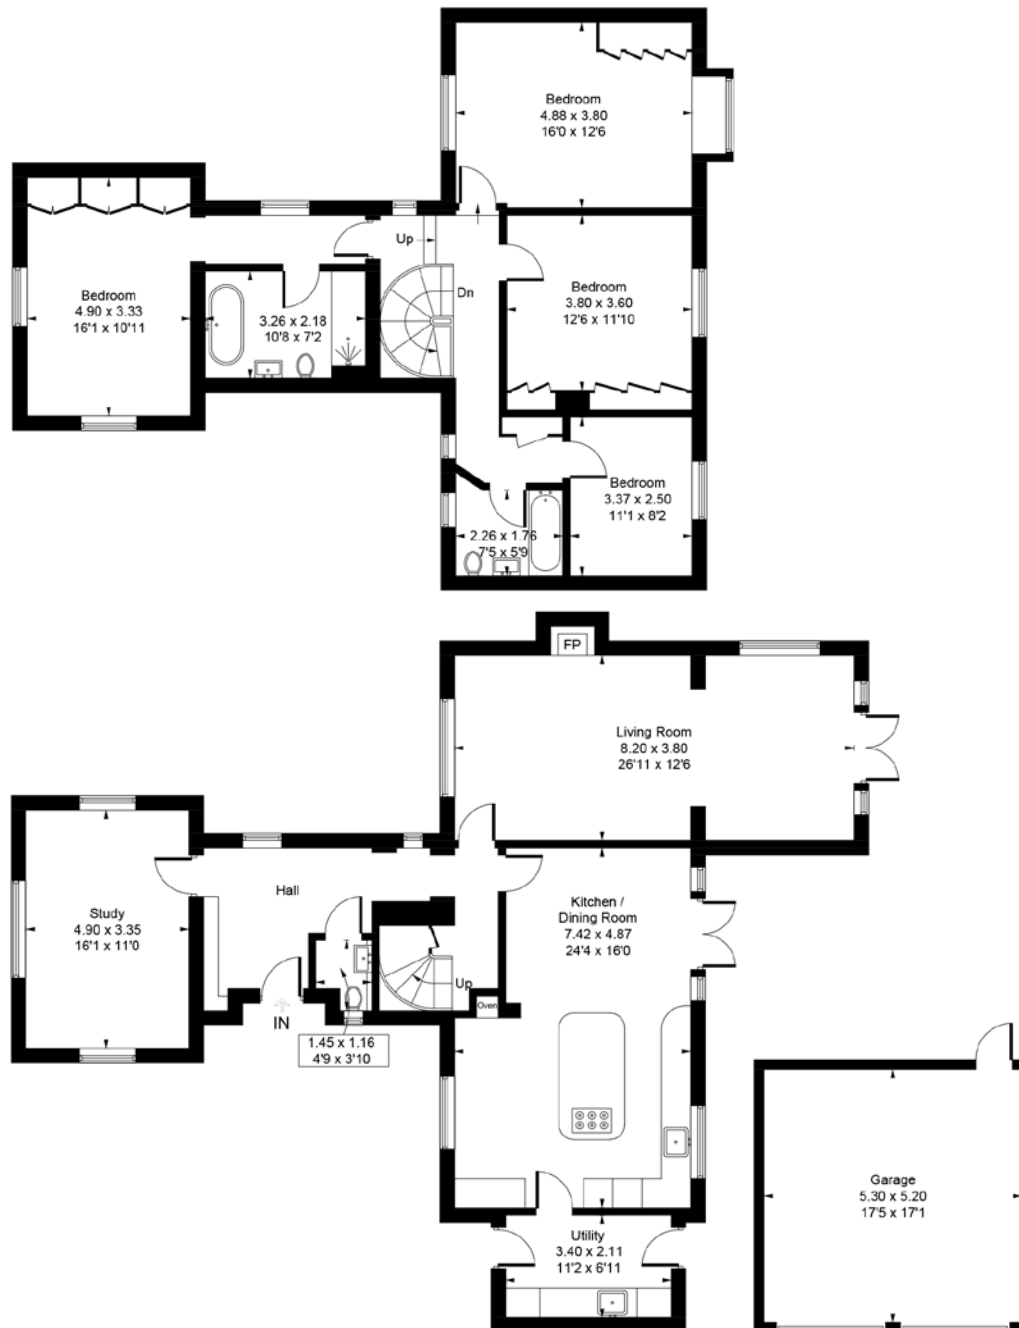 Bedroom
4.88 x 3.80
16'0 x 12'6
Up
Dn
Bedroom
4.90 x 3.33
16'1 x 10'11
3.26 x 2.18
10'8 x 7'2
Bedroom
3.80 x 3.60
12'6 x 11'10
Bedroom
3.37 x 2.50
11'1 x 8'2
2.26 x 1.76
7'5 x 5'9
FP
Living Room
8.20 x 3.80
26'11 x 12'6
Hall
Study
4.90 x 3.35
16'1 x 11'0
Kitchen /
Dining Room
7.42 x 4.87
24'4 x 16'0
Up
Oven
IN
1.45 x 1.16
4'9 x 3'10
Garage
5.30 x 5.20
17'5 x 17'1
Utility
3.40 x 2.11
11'2 x 6'11